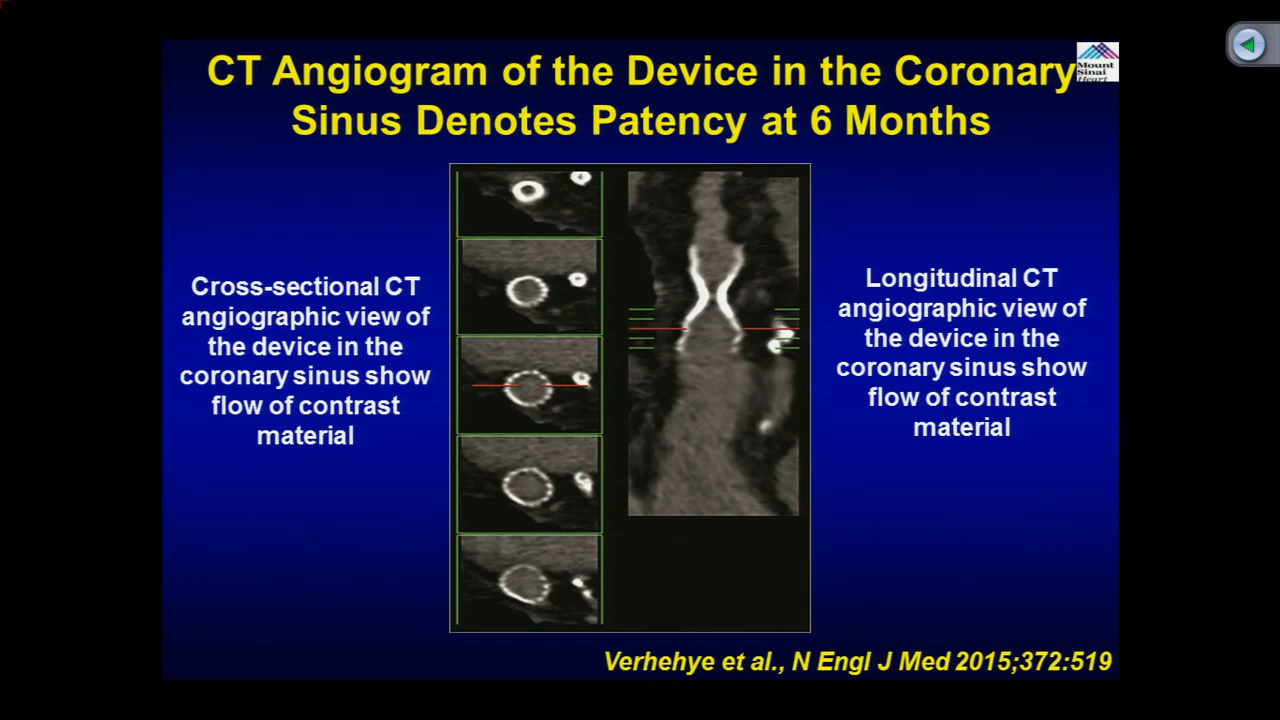 CT Angiogram of the Device in the Coronary
Sinus Denotes Patency at 6 Months
Mount
Sinai
Heart
Cross-sectional CT
angiographic view of
the device in the
coronary sinus show
flow of contrast
material
Longitudinal CT
angiographic view of
the device in the
coronary sinus show
flow of contrast
material
Verhehye et al., N Engl J Med 2015;372:519